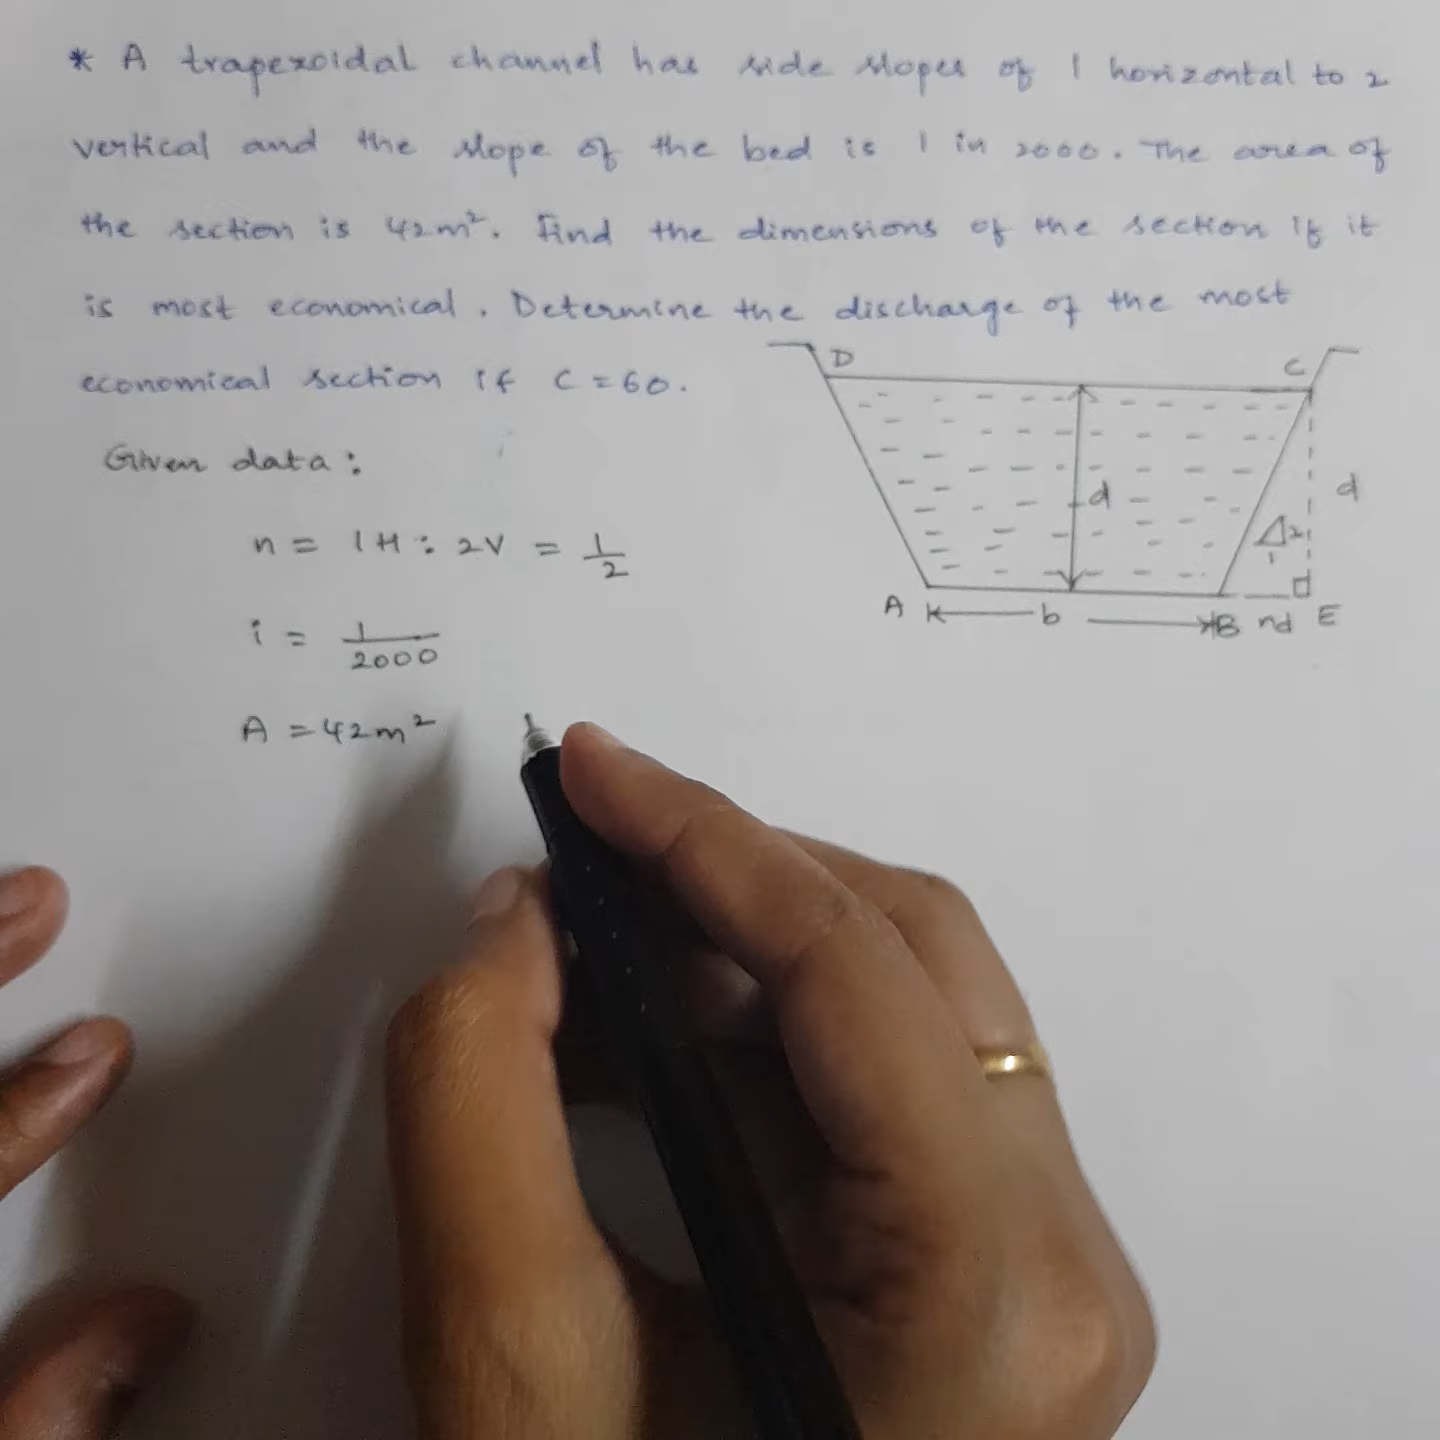 * A trapezoidal channel has side slopes of 1 horizontal to 2
vertical and the slope of the bed is 1 in 2000. The area of
the section is 42m². Find the dimensions of the section if it
is most economical. Determine the discharge of the most
economical section if C = 60.
D
C
Given data:
d
d
n = 1H : 2V = 1/2
2
1
A
b
B
nd
E
i = 1/2000
A = 42m²